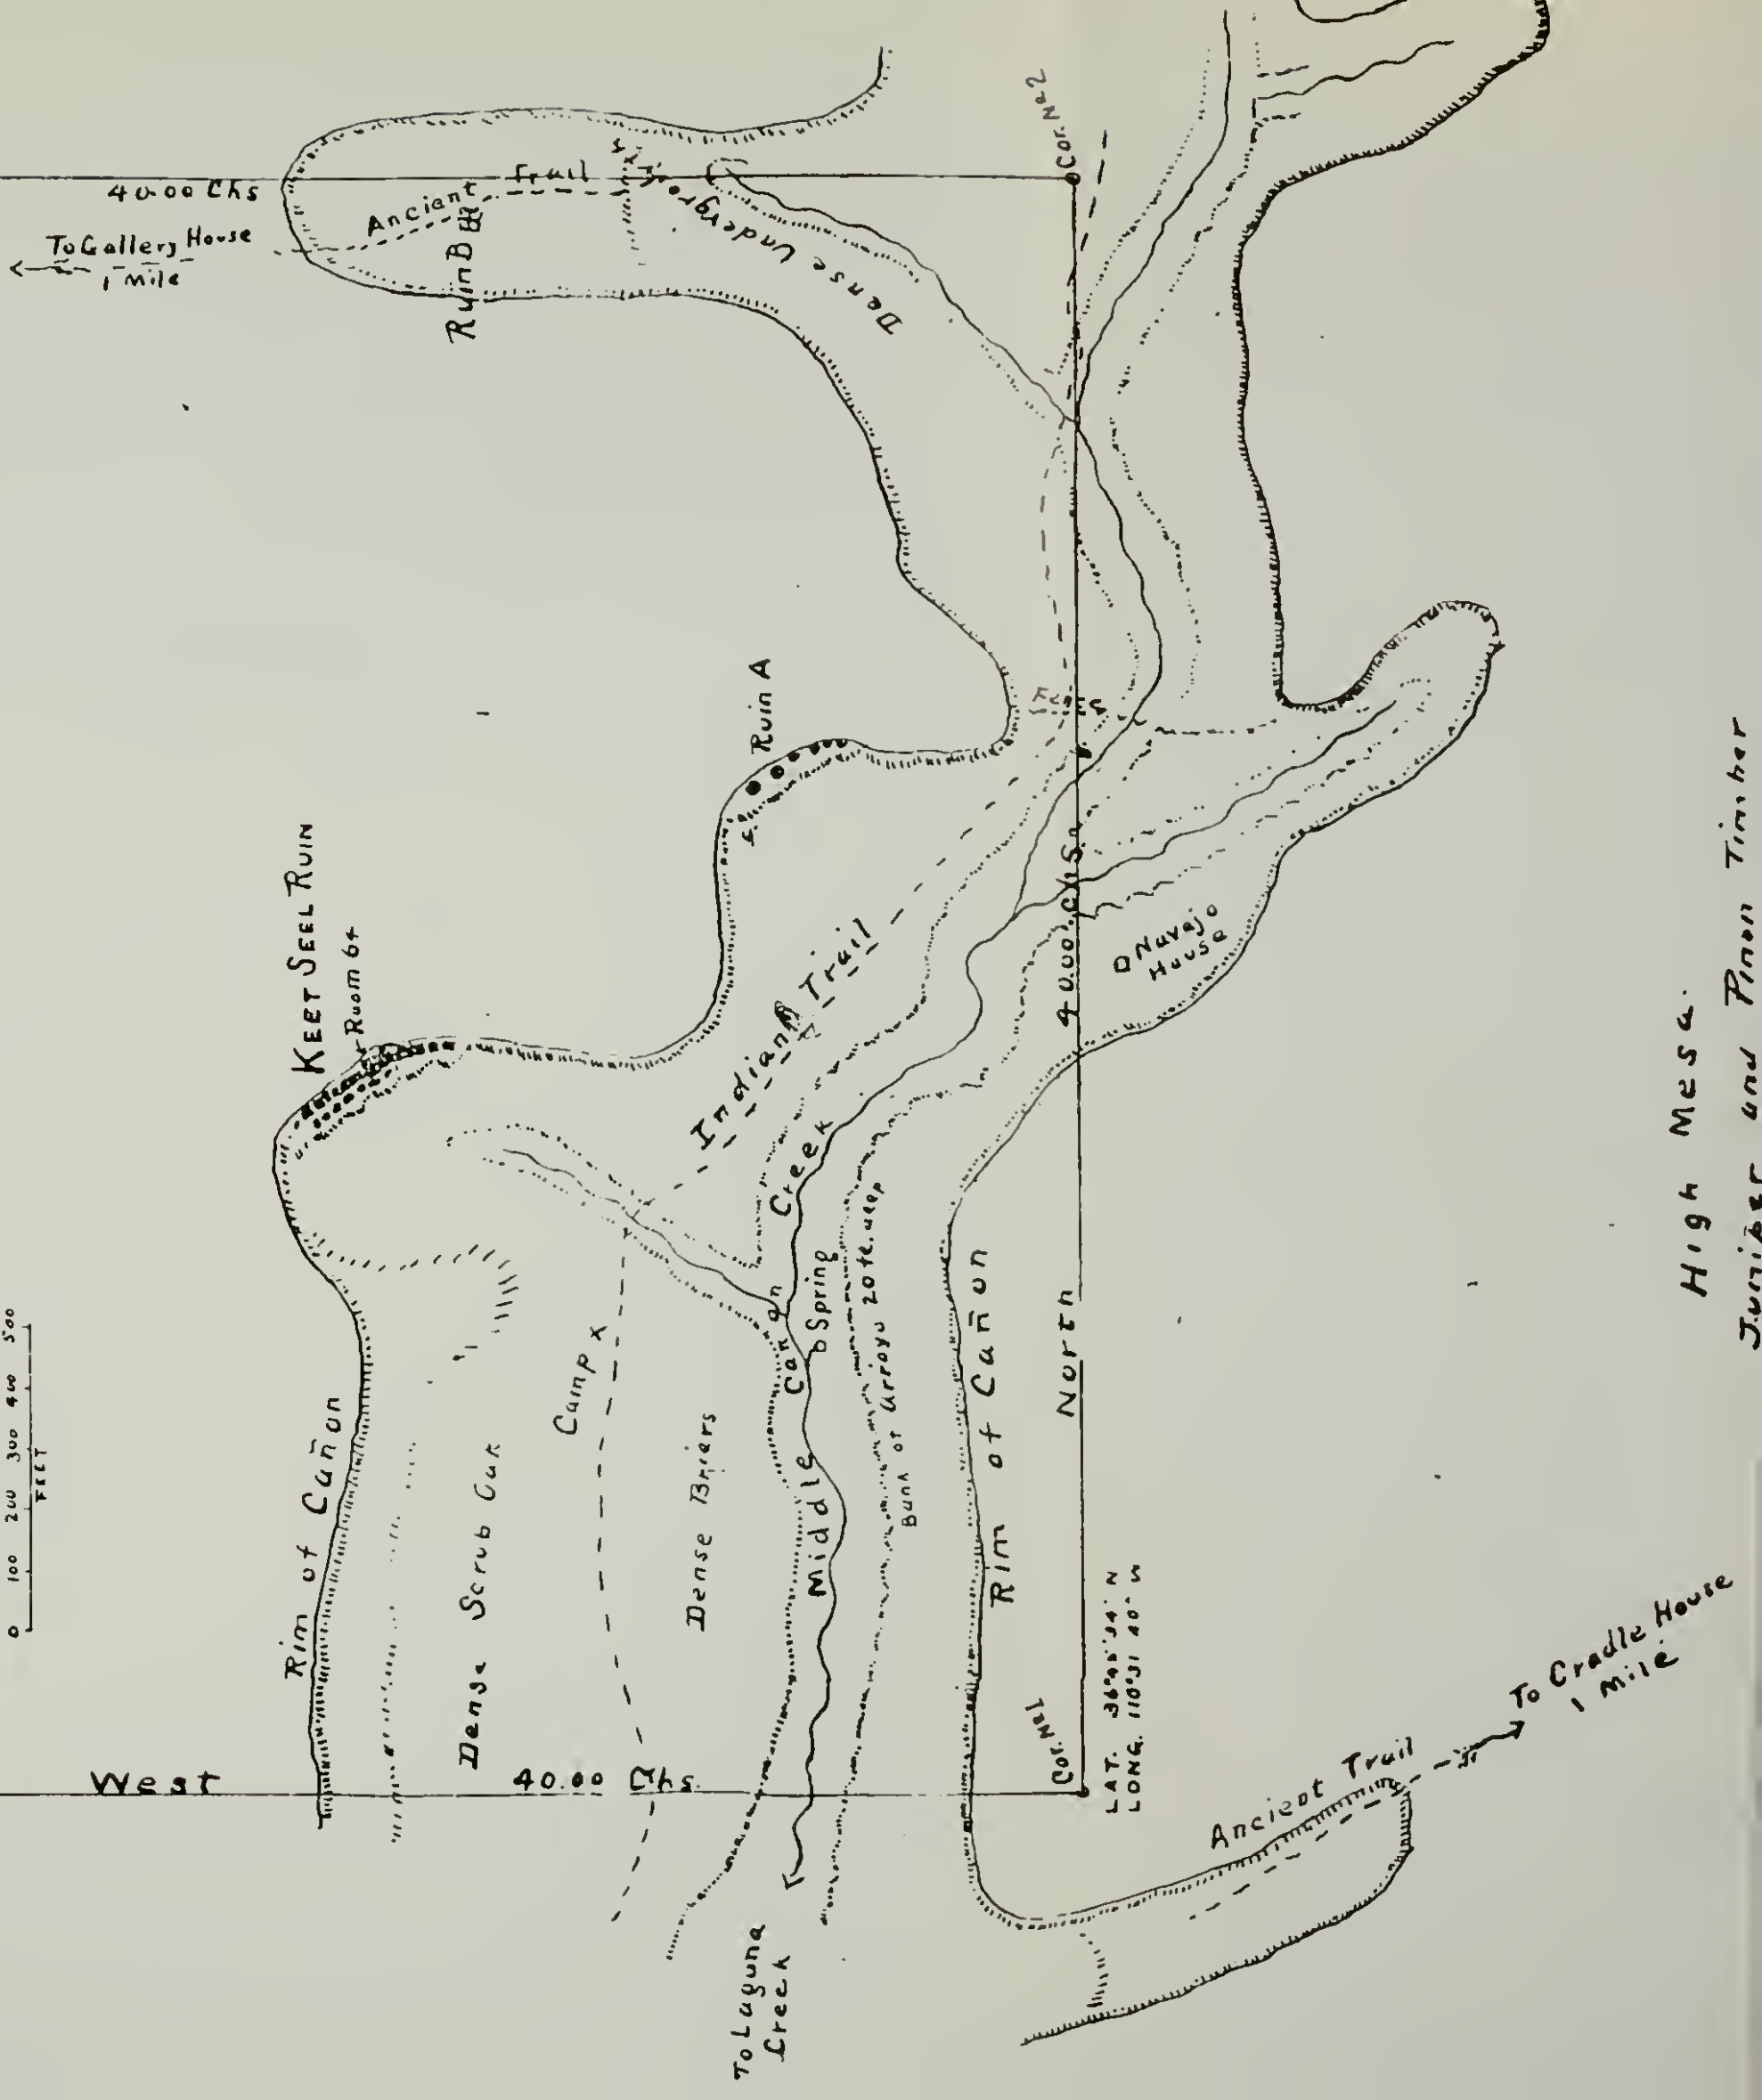 40.00 Chs
To Gallery House
1 mile
Ancient Trail
Ruin B
Dense Undergro
Cor. No 2
Ruin A
KEET SEEL RUIN
Room 64
Indian Trail
40.00 Chs.
Navajo
House
High Mesa.
Juniper and Pinon Timber
0 100 200 300 400 500
FEET
Rim of Cañon
Dense Scrub Oak
Camp x
Dense Briers
Middle Cañon Creek
Spring
Bank of Arroyo 20 ft. deep
Rim of Cañon
North
West
40.00 Chs.
Cor. No 1
LAT. N
LONG. W
To Laguna
Creek
Ancient Trail
To Cradle House
1 Mile